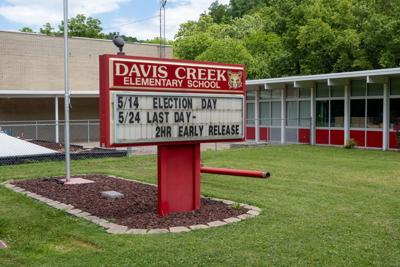 DAVIS CREEK
ELEMENTARY SCHOOL
5/14 ELECTION DAY
5/24 LAST DAY-
2HR EARLY RELEASE